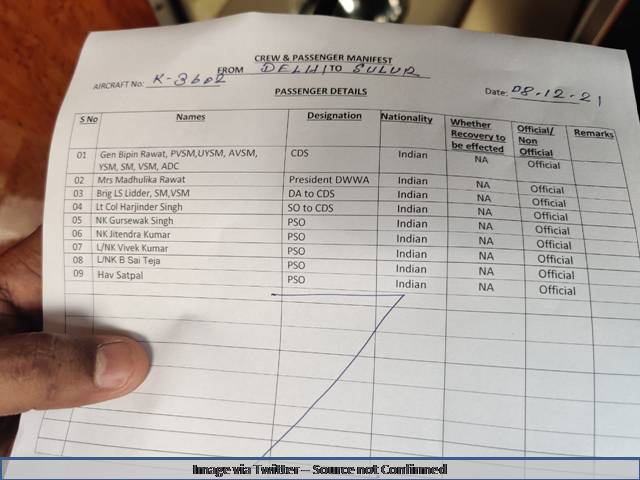 CREW & PASSENGER MANIFEST
AIRCRAFT No: K-3602 FROM DELHI TO SULUR
PASSENGER DETAILS Date: 08-12-21
S No Names Designation Nationality Whether Recovery to be effected Official/ Non Official Remarks
01 Gen Bipin Rawat, PVSM,UYSM, AVSM, CDS Indian NA Official
YSM, SM, VSM, ADC
02 Mrs Madhulika Rawat President DWWA Indian NA Official
03 Brig LS Lidder, SM,VSM DA to CDS Indian NA Official
04 Lt Col Harjinder Singh SO to CDS Indian NA Official
05 NK Gursewak Singh PSO Indian NA Official
06 NK Jitendra Kumar PSO Indian NA Official
07 L/NK Vivek Kumar PSO Indian NA Official
08 L/NK B Sai Teja PSO Indian NA Official
09 Hav Satpal PSO Indian NA Official
Image via Twitter – Source not Confirmed